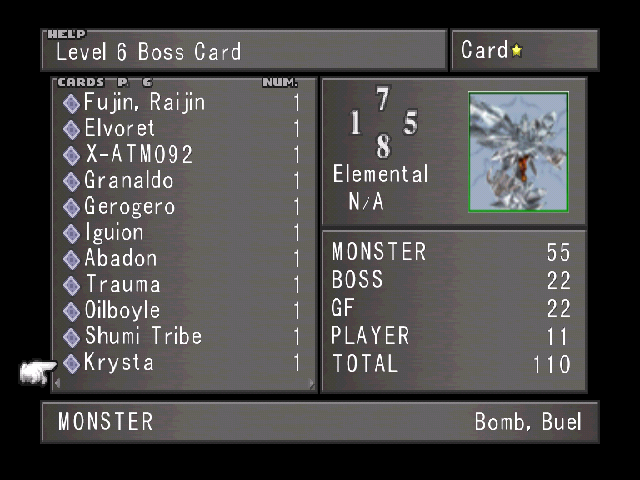 HELP
Level 6 Boss Card
Card★
CARDS P. 6 NUM.
Fujin, Raijin 1
Elvoret 1
X-ATM092 1
Granaldo 1
Gerogero 1
Iguion 1
Abadon 1
Trauma 1
Oilboyle 1
Shumi Tribe 1
Krysta 1
7
1 5
8
Elemental
N/A
MONSTER 55
BOSS 22
GF 22
PLAYER 11
TOTAL 110
MONSTER Bomb, Buel